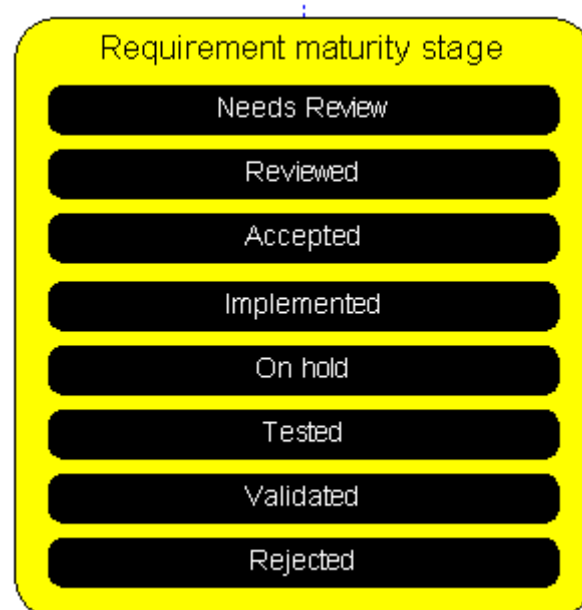 Requirement maturity stage
Needs Review
Reviewed
Accepted
Implemented
On hold
Tested
Validated
Rejected